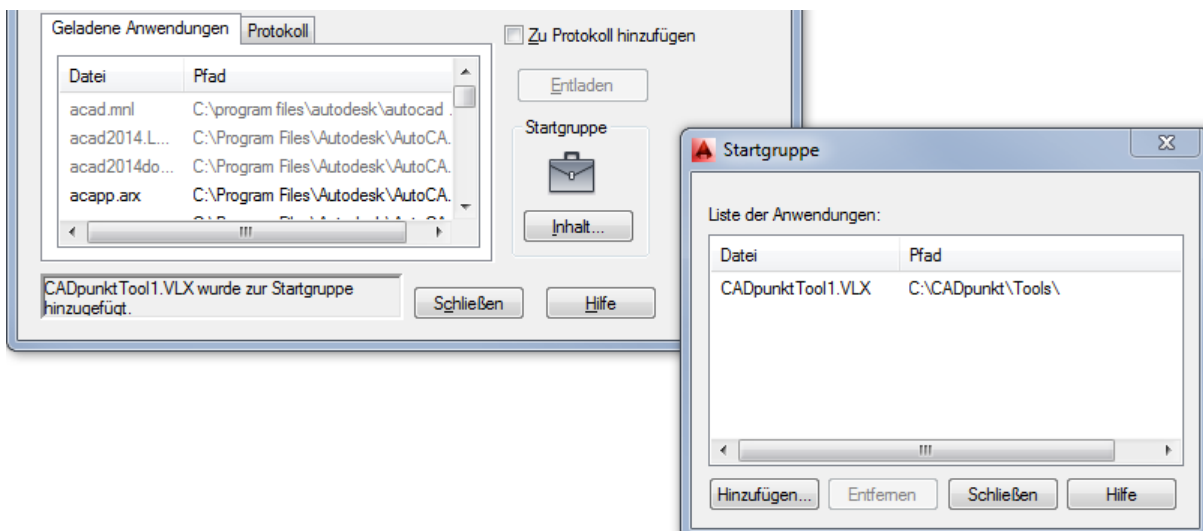 Geladene Anwendungen Protokoll
Zu Protokoll hinzufügen
Datei Pfad
acad.mnl C:\program files\autodesk\autocad .
acad2014.L... C:\Program Files\Autodesk\AutoCA.
acad2014do... C:\Program Files\Autodesk\AutoCA.
acapp.arx C:\Program Files\Autodesk\AutoCA.
Entladen
Startgruppe
Inhalt...
CADpunktTool1.VLX wurde zur Startgruppe
hinzugefügt.
Schließen Hilfe
Startgruppe
Liste der Anwendungen:
Datei Pfad
CADpunktTool1.VLX C:\CADpunkt\Tools\
Hinzufügen... Entfernen Schließen Hilfe